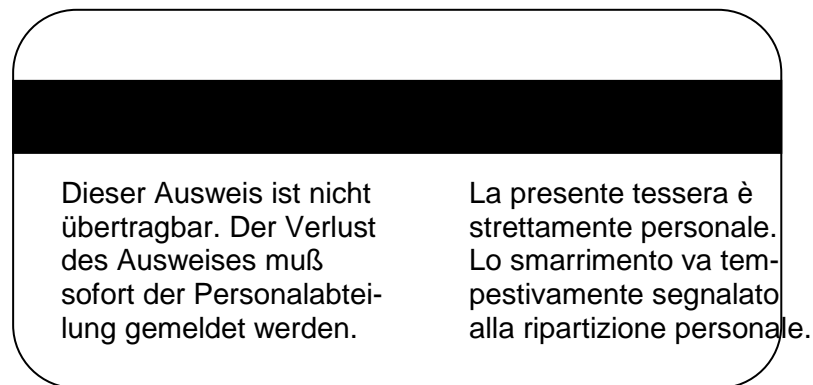 Dieser Ausweis ist nicht
übertragbar. Der Verlust
des Ausweises muß
sofort der Personalabtei-
lung gemeldet werden.
La presente tessera è
strettamente personale.
Lo smarrimento va tem-
pestivamente segnalato
alla ripartizione personale.